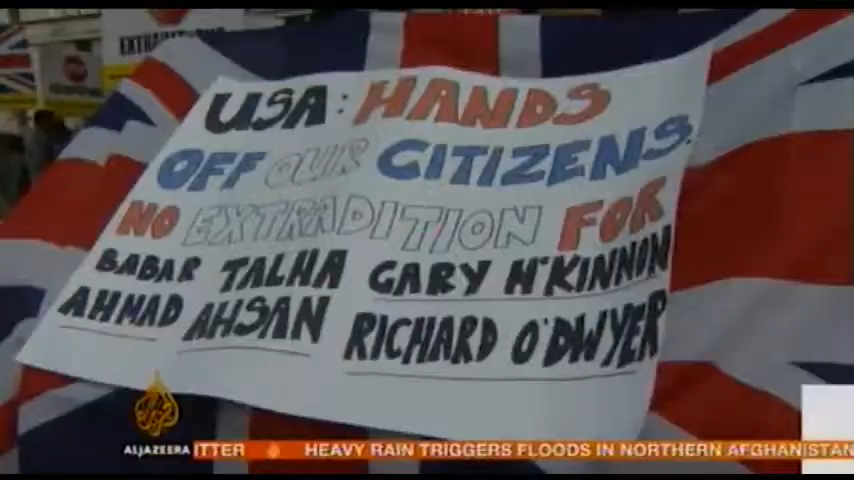 USA: HANDS
OFF OUR CITIZENS.
NO EXTRADITION FOR
BABAR TALHA GARY McKINNON
AHMAD AHSAN RICHARD O'DWYER
ALJAZEERA
ITTER HEAVY RAIN TRIGGERS FLOODS IN NORTHERN AFGHANISTAN